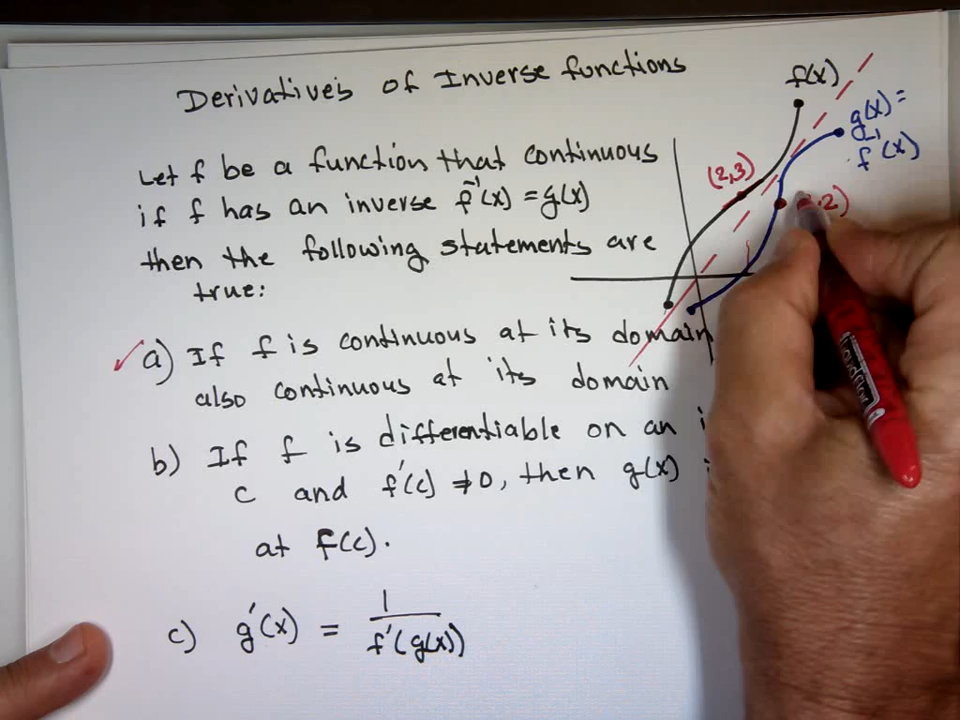 Derivatives of Inverse functions
Let f be a function that continuous
if f has an inverse f⁻¹(x) = g(x)
then the following statements are
true:
a) If f is continuous at its domain
also continuous at its domain
b) If f is differentiable on an
c and f'(c) ≠ 0, then g(x)
at f(c).
c) g'(x) = 1 / f'(g(x))
f(x)
g(x) =
f⁻¹(x)
(2,3)
,2)